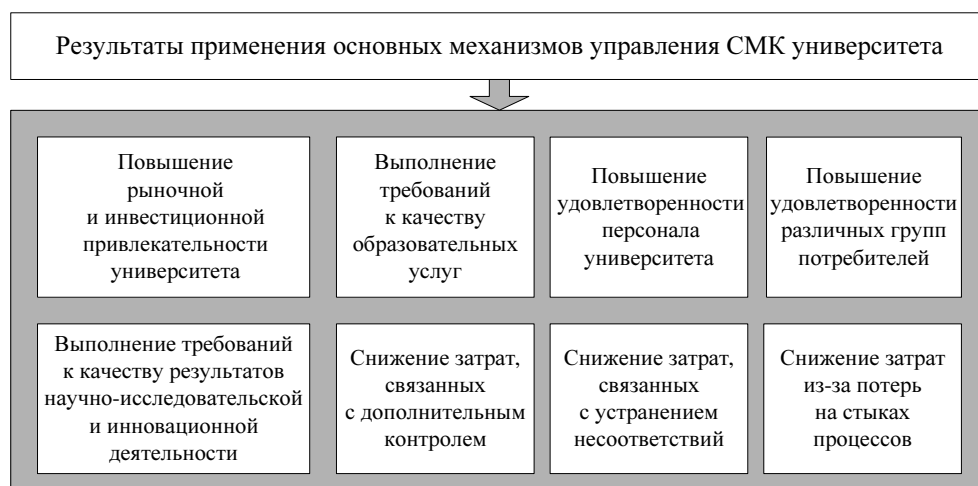 Результаты применения основных механизмов управления СМК университета
Повышение
рыночной
и инвестиционной
привлекательности
университета
Выполнение
требований
к качеству
образовательных
услуг
Повышение
удовлетворенности
персонала
университета
Повышение
удовлетворенности
различных групп
потребителей
Выполнение требований
к качеству результатов
научно-исследовательской
и инновационной
деятельности
Снижение затрат,
связанных
с дополнительным
контролем
Снижение затрат,
связанных
с устранением
несоответствий
Снижение затрат
из-за потерь
на стыках
процессов